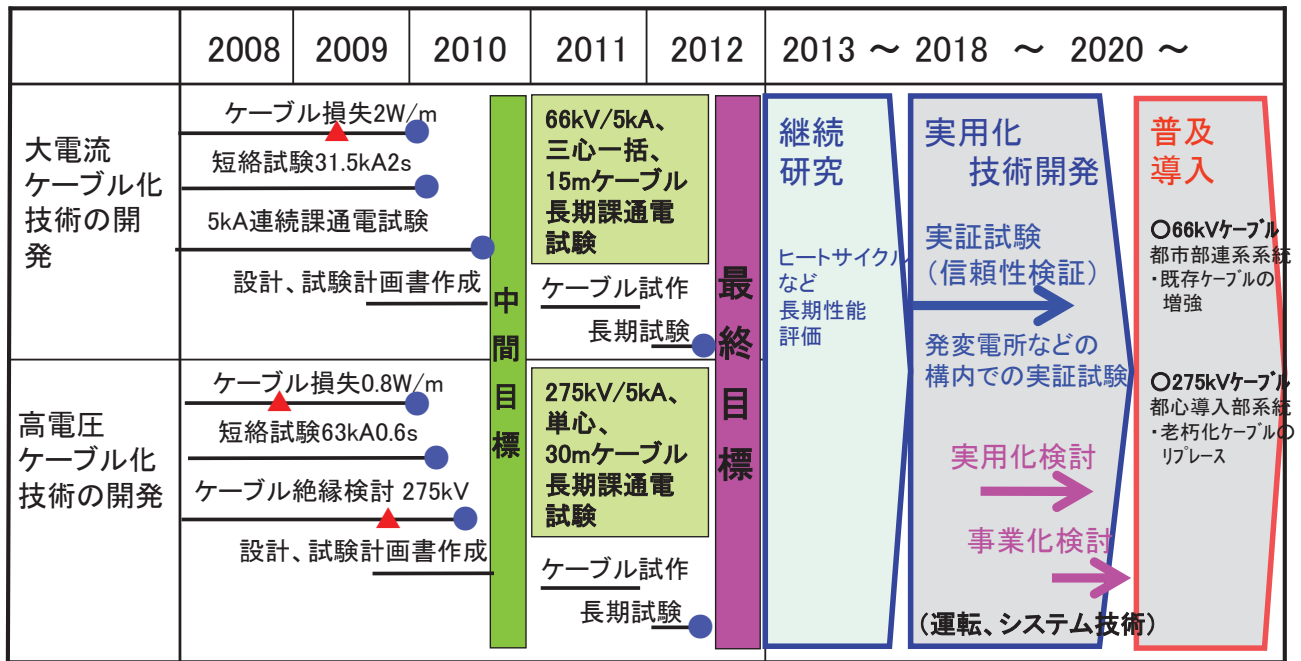 2008
2009
2010
2011
2012
2013 ～ 2018 ～ 2020 ～
大電流
ケーブル化
技術の開
発
ケーブル損失2W/m
短絡試験31.5kA2s
5kA連続課通電試験
設計、試験計画書作成
高電圧
ケーブル化
技術の開発
ケーブル損失0.8W/m
短絡試験63kA0.6s
ケーブル絶縁検討 275kV
設計、試験計画書作成
中間目標
66kV/5kA、
三心一括、
15mケーブル
長期課通電
試験
ケーブル試作
長期試験
275kV/5kA、
単心、
30mケーブル
長期課通電
試験
ケーブル試作
長期試験
最終目標
継続
研究
ヒートサイクル
など
長期性能
評価
実用化
技術開発
実証試験
（信頼性検証）
発変電所などの
構内での実証試験
実用化検討
事業化検討
（運転、システム技術）
普及
導入
○66kVケーブル
都市部連系系統
・既存ケーブルの
増強
○275kVケーブル
都心導入部系統
・老朽化ケーブルの
リプレース